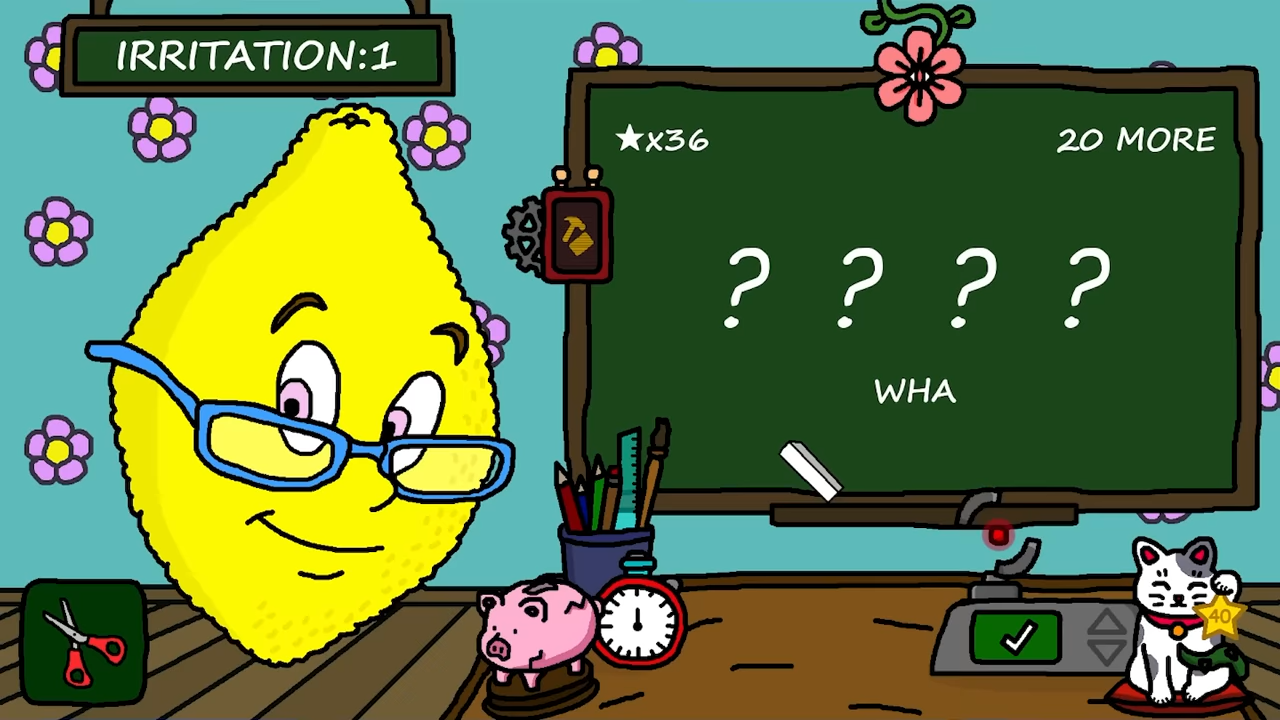 IRRITATION:1
★x36
20 MORE
? ? ? ?
WHA
40